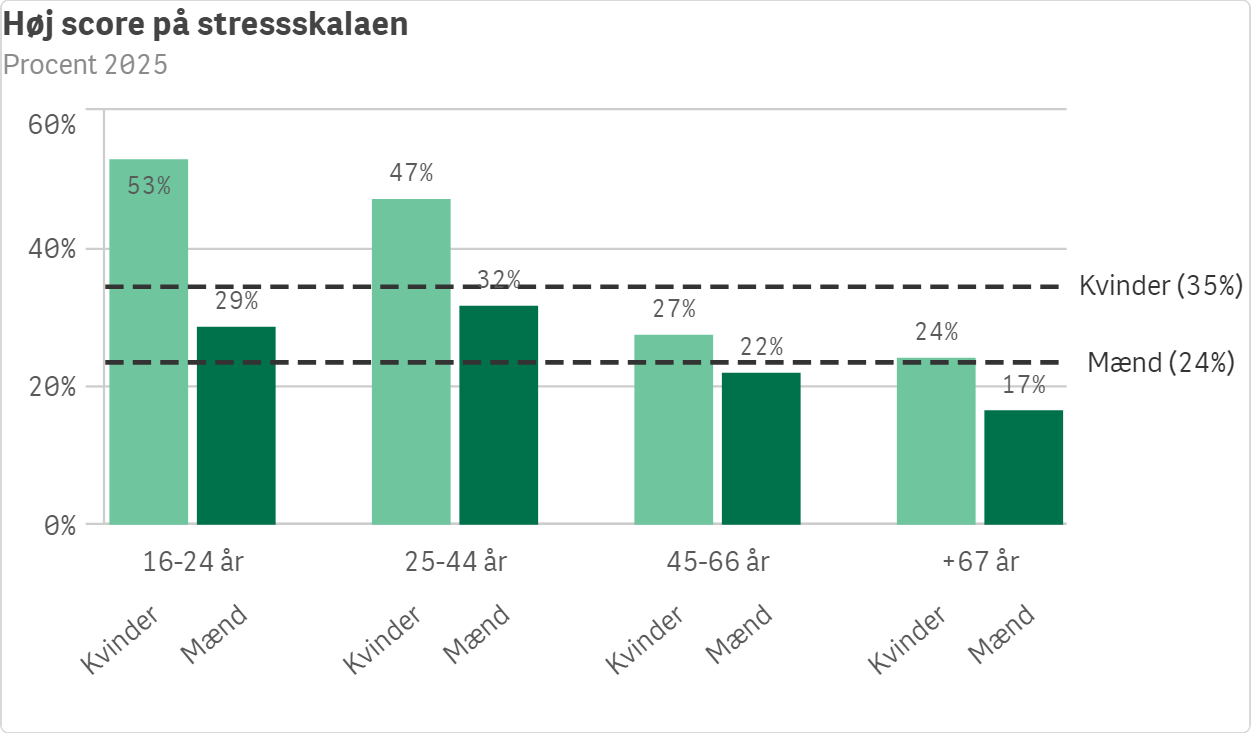 Høj score på stressskalaen
Procent 2025
60%
40%
20%
0%
53%
29%
47%
32%
27%
22%
24%
17%
Kvinder (35%)
Mænd (24%)
16-24 år
25-44 år
45-66 år
+67 år
Kvinder
Mænd
Kvinder
Mænd
Kvinder
Mænd
Kvinder
Mænd